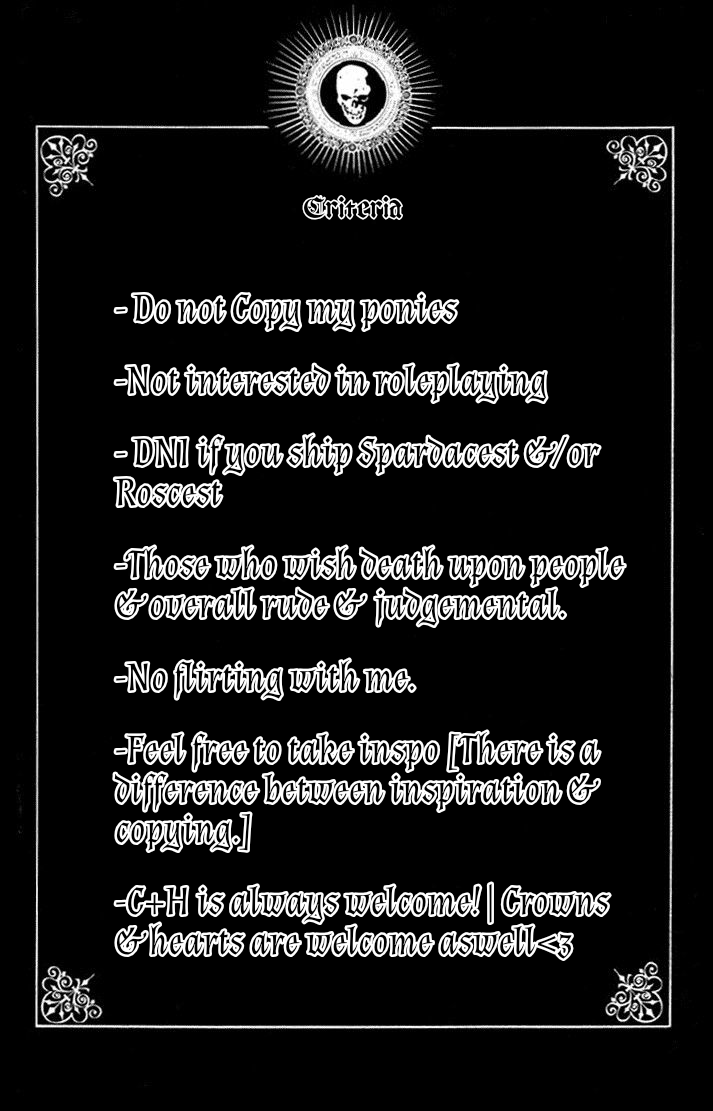 Criteria
- Do not Copy my ponies
-Not interested in roleplaying
- DNI if you ship Spardacest &/or
Roscest
-Those who wish death upon people
& overall rude & judgemental.
-No flirting with me.
-Feel free to take inspo [There is a
difference between inspiration &
copying.]
-C+H is always welcome! | Crowns
& hearts are welcome aswell<3